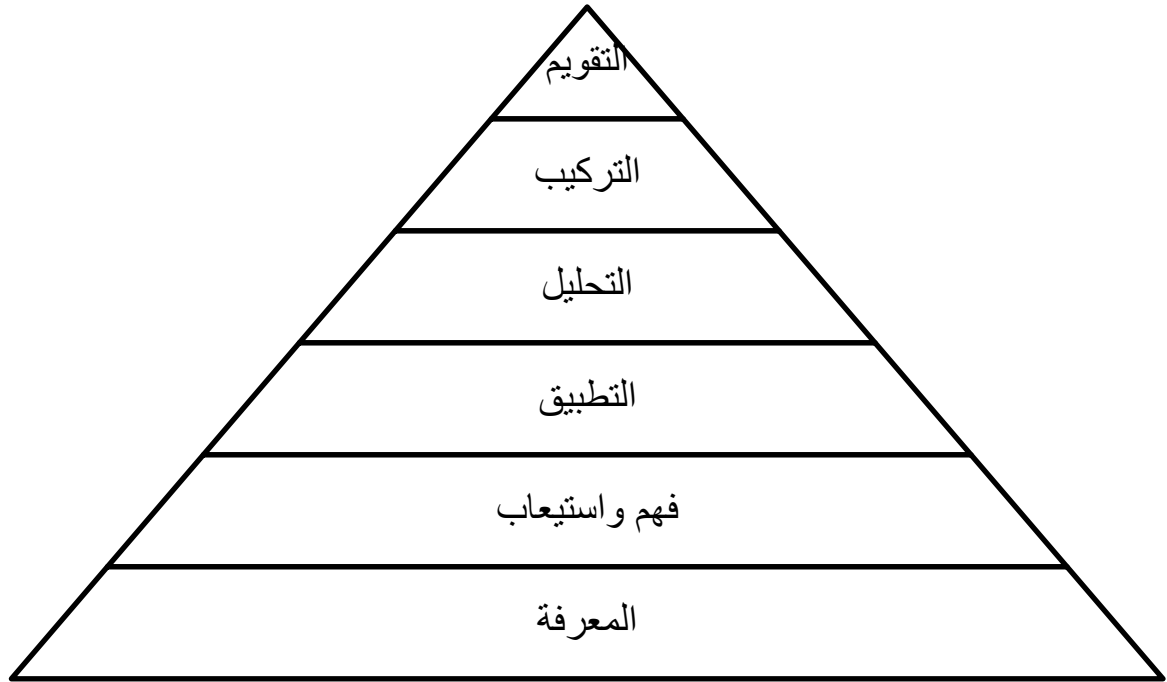 التقويم
التركيب
التحليل
التطبيق
فهم واستيعاب
المعرفة